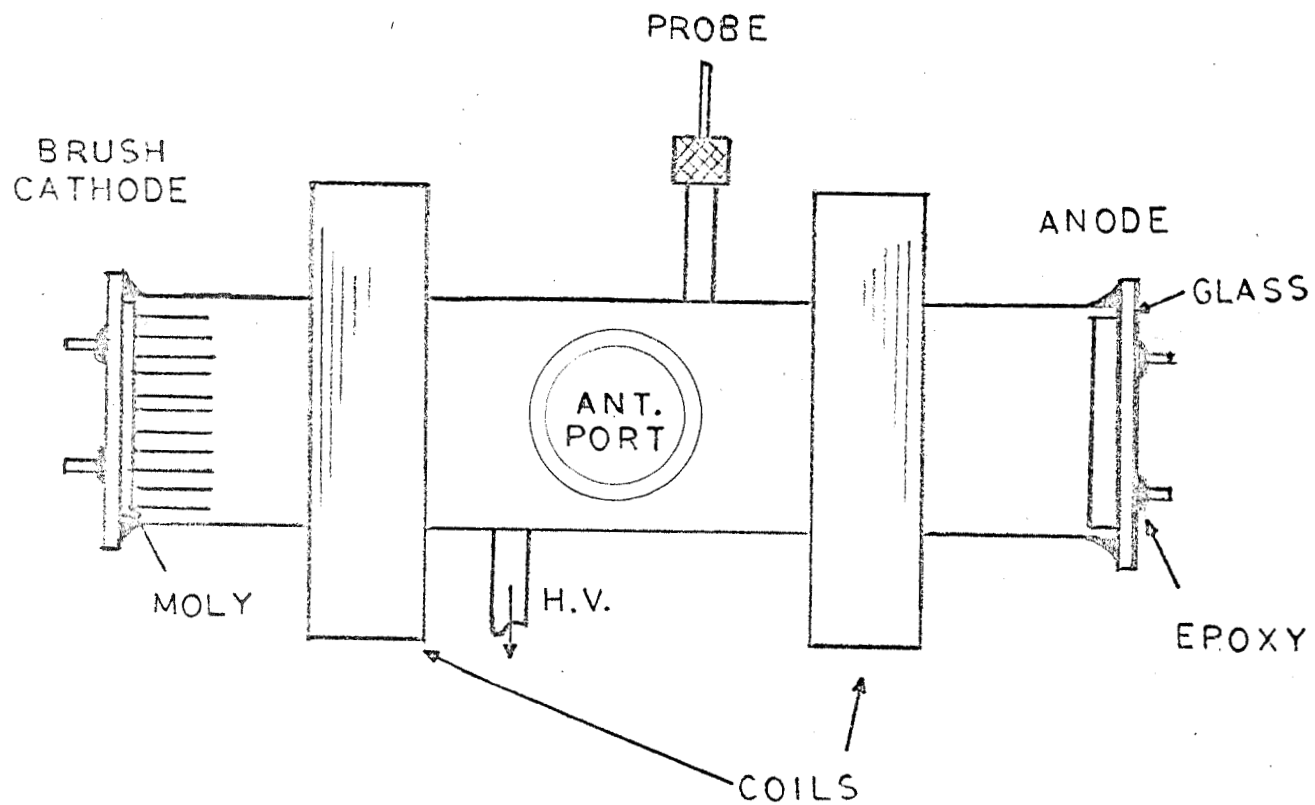 PROBE
BRUSH
CATHODE
ANODE
GLASS
ANT.
PORT
MOLY
H.V.
EPOXY
COILS